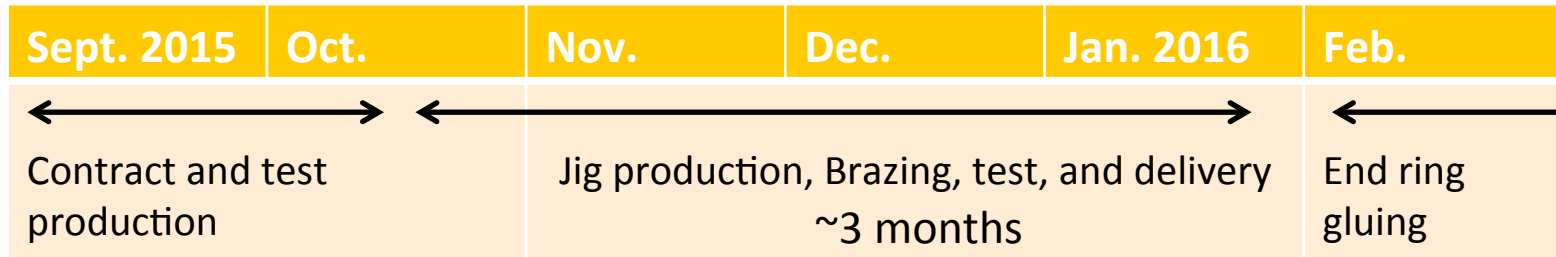 Sept. 2015 Oct. Nov. Dec. Jan. 2016 Feb.
Contract and test production
Jig production, Brazing, test, and delivery
~3 months
End ring gluing